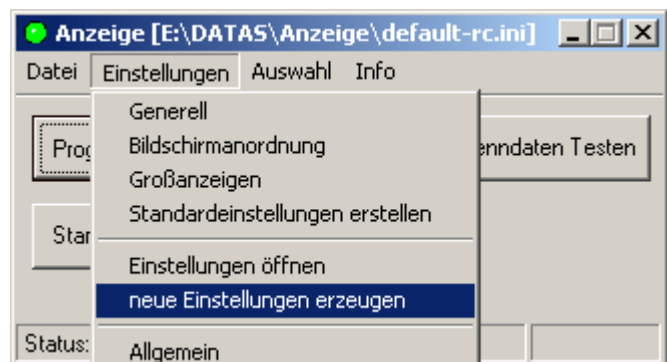 Anzeige [E:\DATAS\Anzeige\default-rc.ini]
Datei Einstellungen Auswahl Info
Generell
Bildschirmanordnung
Großanzeigen
Standardeinstellungen erstellen
Testen
Einstellungen öffnen
neue Einstellungen erzeugen
Status:
Allgemein